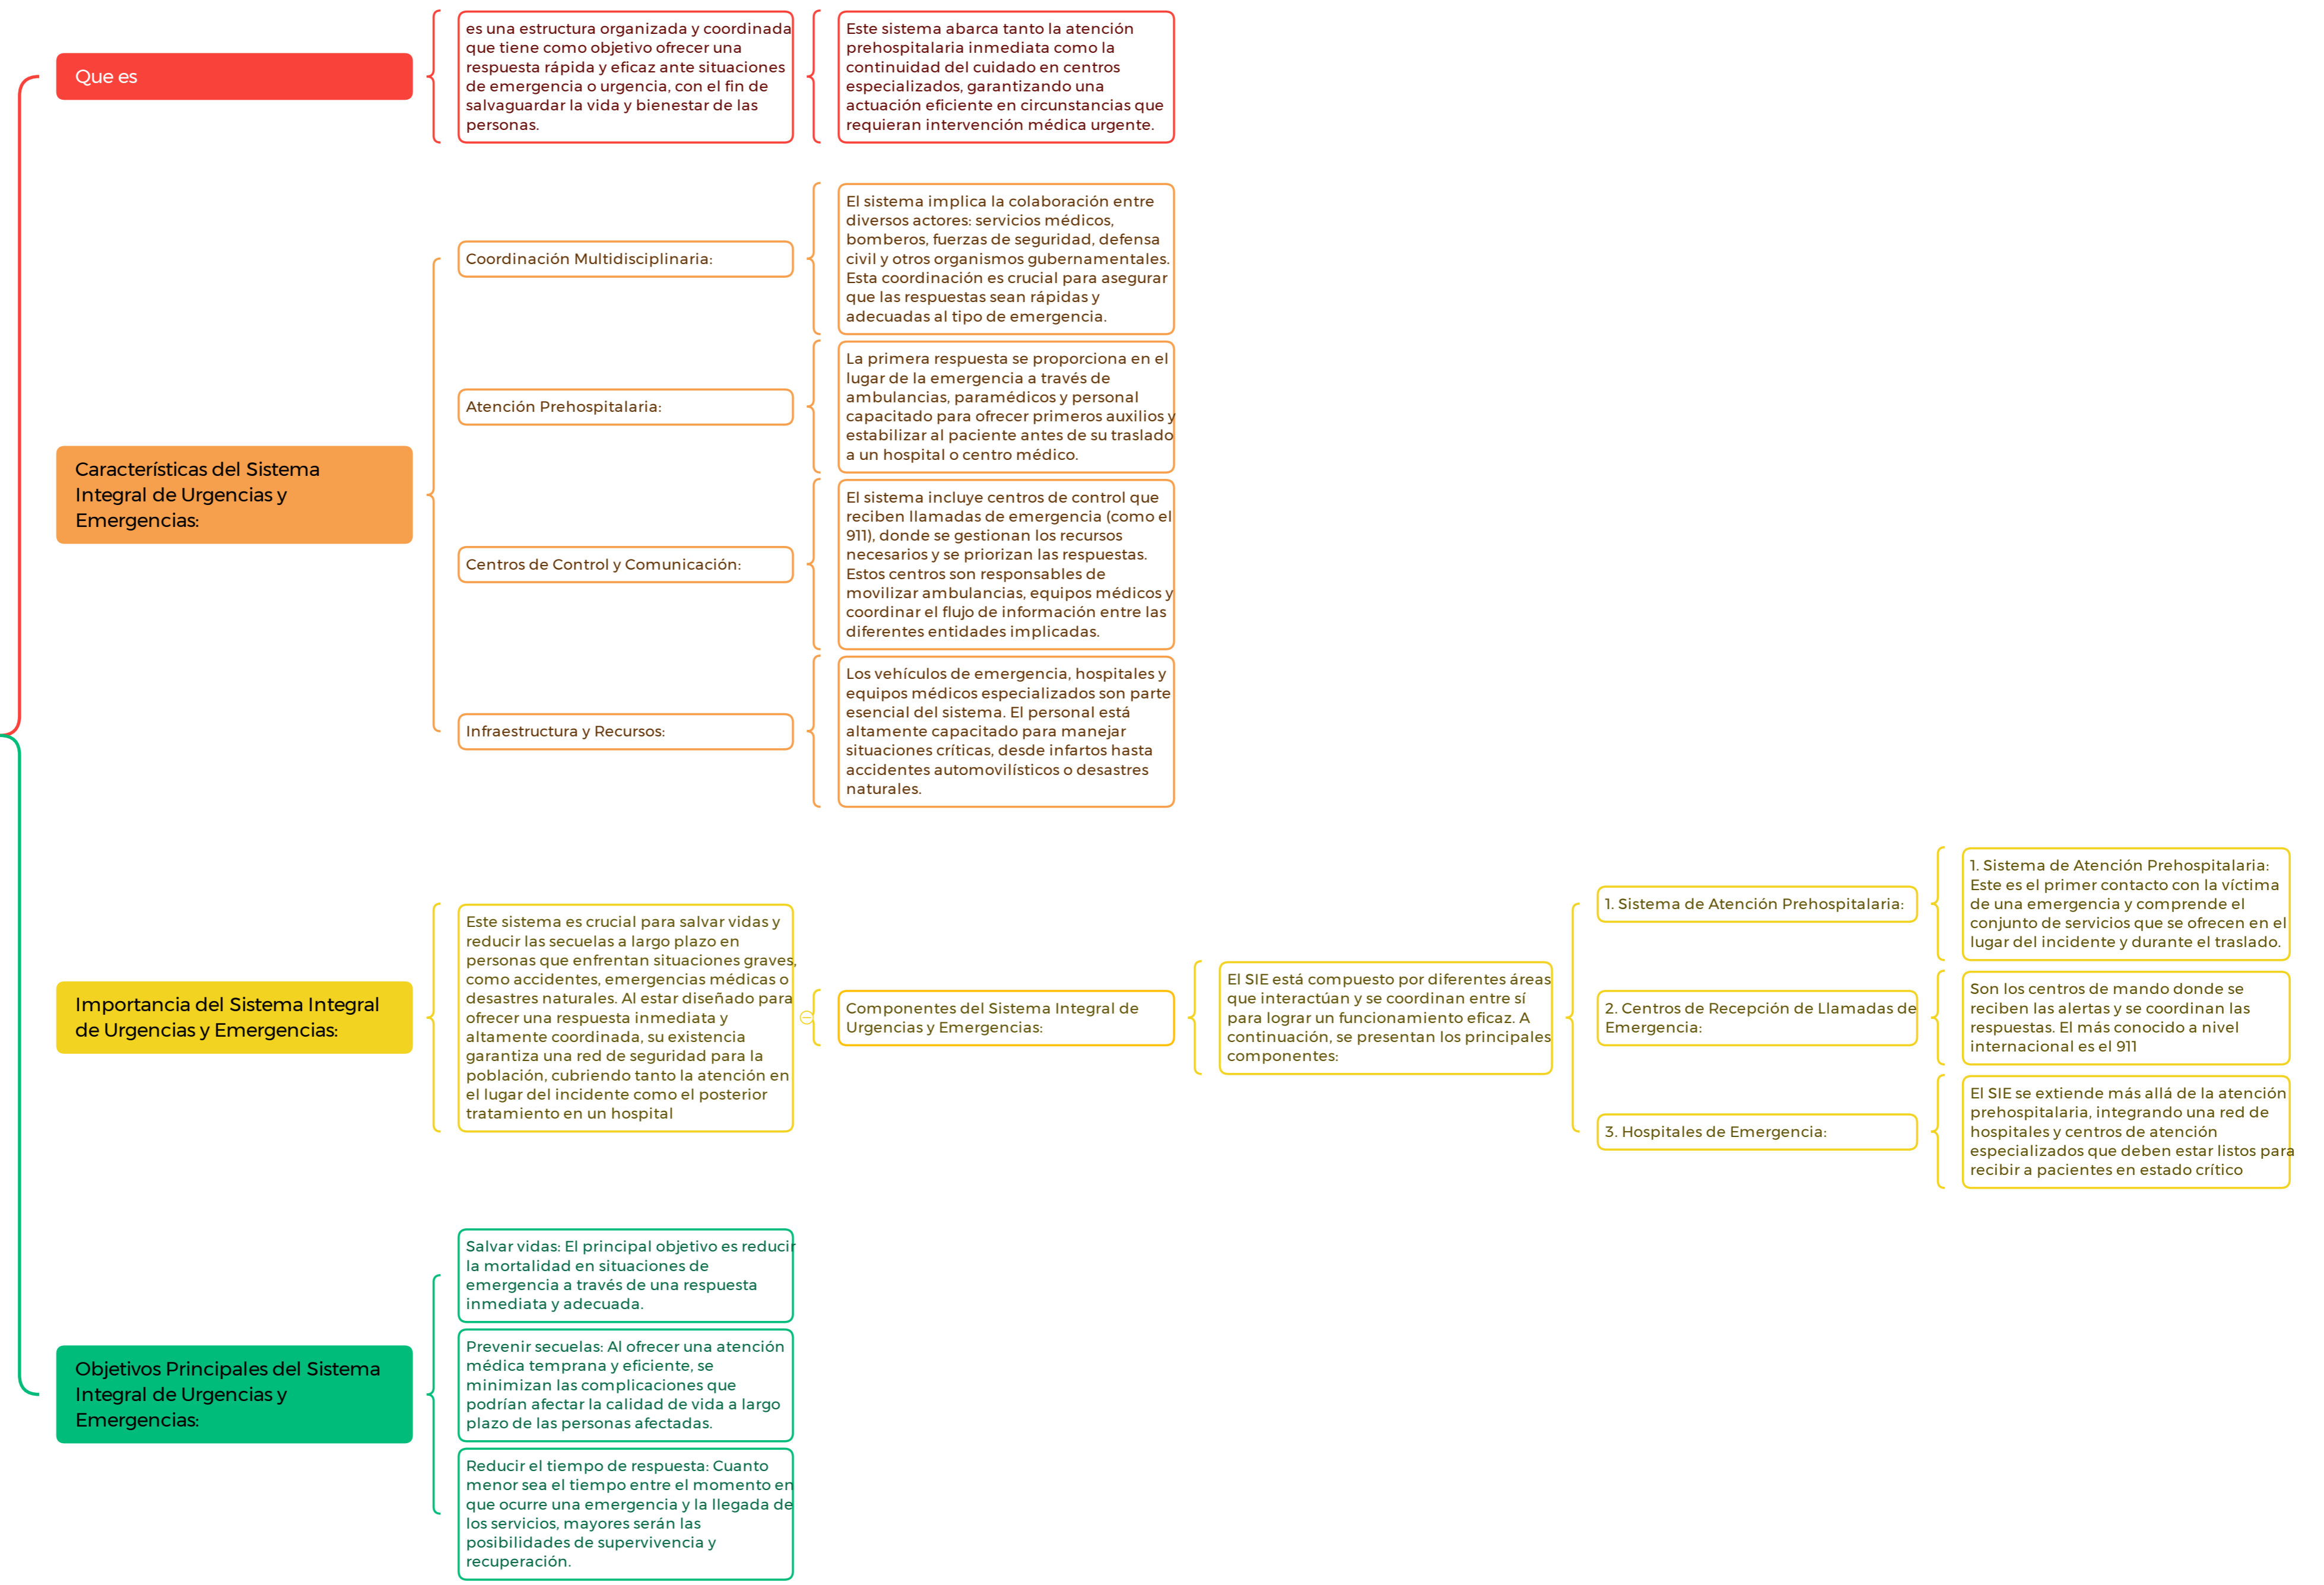 Que es
es una estructura organizada y coordinada
que tiene como objetivo ofrecer una
respuesta rápida y eficaz ante situaciones
de emergencia o urgencia, con el fin de
salvaguardar la vida y bienestar de las
personas.
Este sistema abarca tanto la atención
prehospitalaria inmediata como la
continuidad del cuidado en centros
especializados, garantizando una
actuación eficiente en circunstancias que
requieran intervención médica urgente.
Características del Sistema
Integral de Urgencias y
Emergencias:
Coordinación Multidisciplinaria:
El sistema implica la colaboración entre
diversos actores: servicios médicos,
bomberos, fuerzas de seguridad, defensa
civil y otros organismos gubernamentales.
Esta coordinación es crucial para asegurar
que las respuestas sean rápidas y
adecuadas al tipo de emergencia.
Atención Prehospitalaria:
La primera respuesta se proporciona en el
lugar de la emergencia a través de
ambulancias, paramédicos y personal
capacitado para ofrecer primeros auxilios y
estabilizar al paciente antes de su traslado
a un hospital o centro médico.
Centros de Control y Comunicación:
El sistema incluye centros de control que
reciben llamadas de emergencia (como el
911), donde se gestionan los recursos
necesarios y se priorizan las respuestas.
Estos centros son responsables de
movilizar ambulancias, equipos médicos y
coordinar el flujo de información entre las
diferentes entidades implicadas.
Infraestructura y Recursos:
Los vehículos de emergencia, hospitales y
equipos médicos especializados son parte
esencial del sistema. El personal está
altamente capacitado para manejar
situaciones críticas, desde infartos hasta
accidentes automovilísticos o desastres
naturales.
Importancia del Sistema Integral
de Urgencias y Emergencias:
Este sistema es crucial para salvar vidas y
reducir las secuelas a largo plazo en
personas que enfrentan situaciones graves,
como accidentes, emergencias médicas o
desastres naturales. Al estar diseñado para
ofrecer una respuesta inmediata y
altamente coordinada, su existencia
garantiza una red de seguridad para la
población, cubriendo tanto la atención en
el lugar del incidente como el posterior
tratamiento en un hospital
Componentes del Sistema Integral de
Urgencias y Emergencias:
El SIE está compuesto por diferentes áreas
que interactúan y se coordinan entre sí
para lograr un funcionamiento eficaz. A
continuación, se presentan los principales
componentes:
1. Sistema de Atención Prehospitalaria:
1. Sistema de Atención Prehospitalaria:
Este es el primer contacto con la víctima
de una emergencia y comprende el
conjunto de servicios que se ofrecen en el
lugar del incidente y durante el traslado.
2. Centros de Recepción de Llamadas de
Emergencia:
Son los centros de mando donde se
reciben las alertas y se coordinan las
respuestas. El más conocido a nivel
internacional es el 911
3. Hospitales de Emergencia:
El SIE se extiende más allá de la atención
prehospitalaria, integrando una red de
hospitales y centros de atención
especializados que deben estar listos para
recibir a pacientes en estado crítico
Objetivos Principales del Sistema
Integral de Urgencias y
Emergencias:
Salvar vidas: El principal objetivo es reducir
la mortalidad en situaciones de
emergencia a través de una respuesta
inmediata y adecuada.
Prevenir secuelas: Al ofrecer una atención
médica temprana y eficiente, se
minimizan las complicaciones que
podrían afectar la calidad de vida a largo
plazo de las personas afectadas.
Reducir el tiempo de respuesta: Cuanto
menor sea el tiempo entre el momento en
que ocurre una emergencia y la llegada de
los servicios, mayores serán las
posibilidades de supervivencia y
recuperación.